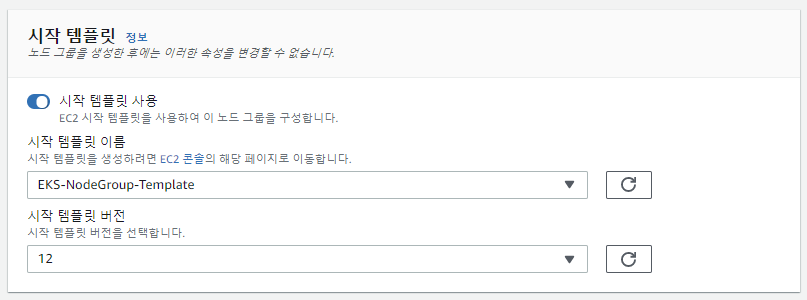 시작 템플릿 정보
노드 그룹을 생성한 후에는 이러한 속성을 변경할 수 없습니다.
시작 템플릿 사용
EC2 시작 템플릿을 사용하여 이 노드 그룹을 구성합니다.
시작 템플릿 이름
시작 템플릿을 생성하려면 EC2 콘솔의 해당 페이지로 이동합니다.
EKS-NodeGroup-Template
시작 템플릿 버전
시작 템플릿 버전을 선택합니다.
12